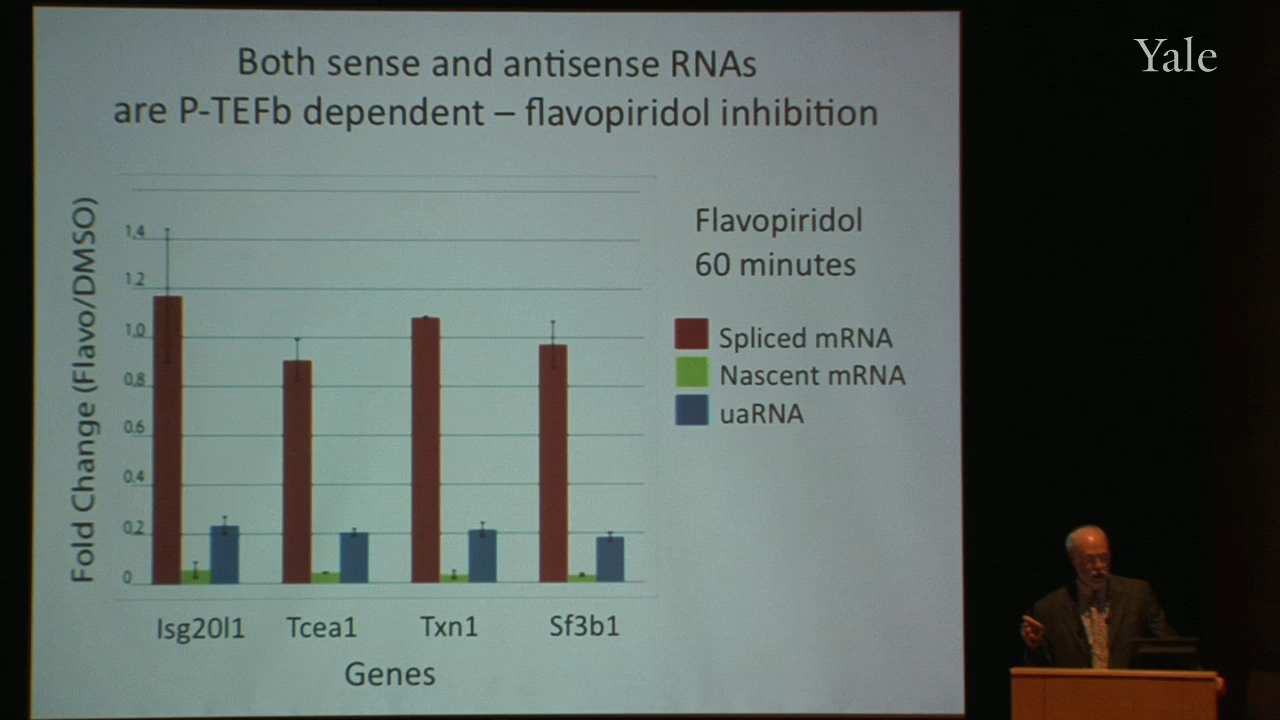 Yale
Both sense and antisense RNAs
are P-TEFb dependent – flavopiridol inhibition
Fold Change (Flavo/DMSO)
1,4
1,2
1,0
0,8
0.6
0.4
0,2
0
Flavopiridol
60 minutes
Spliced mRNA
Nascent mRNA
uaRNA
Isg20l1
Tcea1
Txn1
Sf3b1
Genes